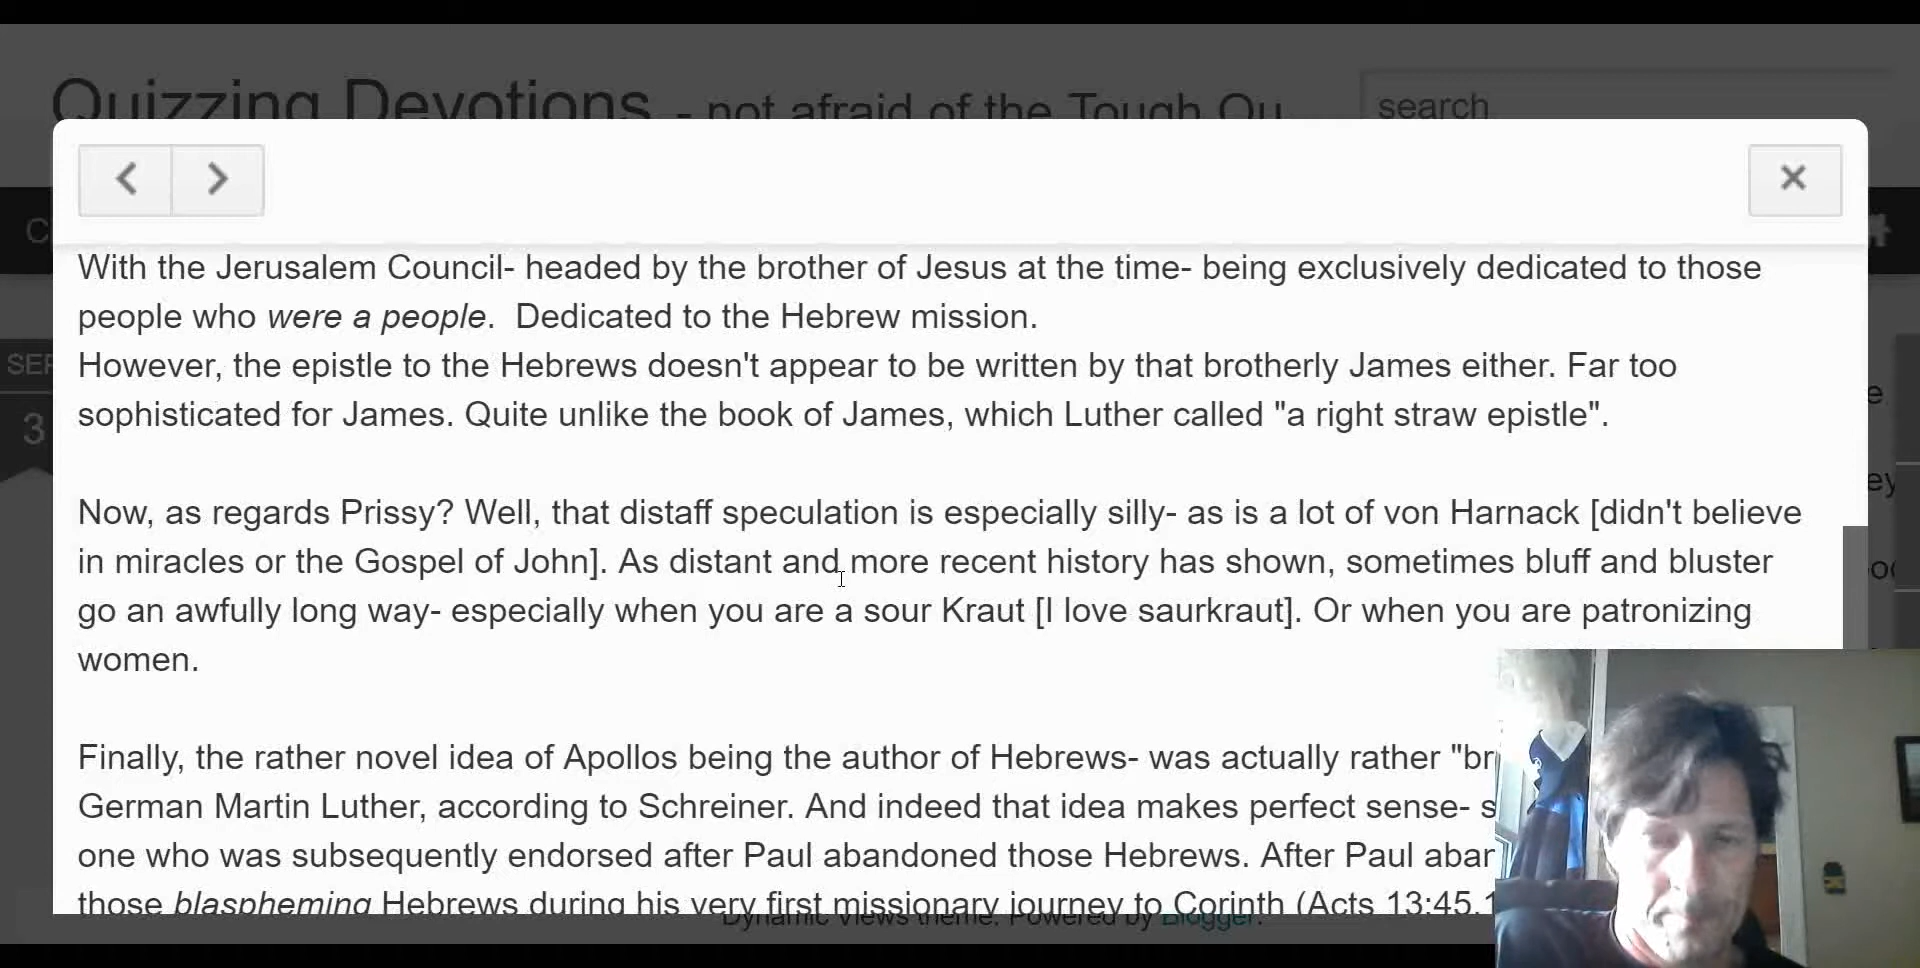 Quizzing Devotions - not afraid of the Tough Qu
search
With the Jerusalem Council- headed by the brother of Jesus at the time- being exclusively dedicated to those
people who were a people. Dedicated to the Hebrew mission.
However, the epistle to the Hebrews doesn't appear to be written by that brotherly James either. Far too
sophisticated for James. Quite unlike the book of James, which Luther called "a right straw epistle".
Now, as regards Prissy? Well, that distaff speculation is especially silly- as is a lot of von Harnack [didn't believe
in miracles or the Gospel of John]. As distant and more recent history has shown, sometimes bluff and bluster
go an awfully long way- especially when you are a sour Kraut [I love saurkraut]. Or when you are patronizing
women.
Finally, the rather novel idea of Apollos being the author of Hebrews- was actually rather "br
German Martin Luther, according to Schreiner. And indeed that idea makes perfect sense- s
one who was subsequently endorsed after Paul abandoned those Hebrews. After Paul abar
those blaspheming Hebrews during his very first missionary journey to Corinth (Acts 13:45,1
Dynamic Views theme. Powered by Blogger.
SEP
3